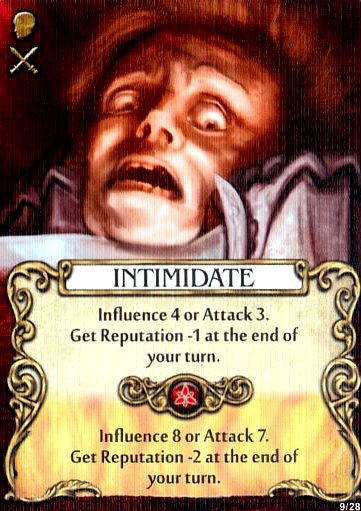 INTIMIDATE
Influence 4 or Attack 3.
Get Reputation -1 at the end of
your turn.
Influence 8 or Attack 7.
Get Reputation -2 at the end of
your turn.
9/28